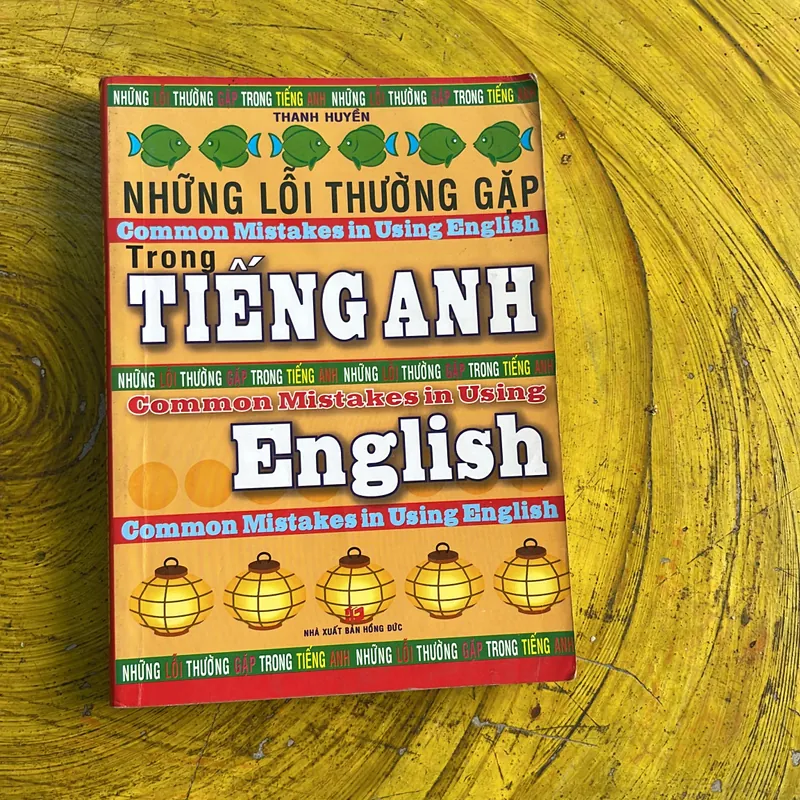 NHỮNG LỖI THƯỜNG GẶP TRONG TIẾNG ANH NHỮNG LỖI THƯỜNG GẶP TRONG TIẾNG ANH
THANH HUYỀN
NHỮNG LỖI THƯỜNG GẶP
Common Mistakes in Using English
Trong
TIẾNG ANH
NHỮNG LỖI THƯỜNG GẶP TRONG TIẾNG ANH NHỮNG LỖI THƯỜNG GẶP TRONG TIẾNG ANH
Common Mistakes in Using
English
Common Mistakes in Using English
NHÀ XUẤT BẢN HỒNG ĐỨC
NHỮNG LỖI THƯỜNG GẶP TRONG TIẾNG ANH NHỮNG LỖI THƯỜNG GẶP TRONG TIẾNG ANH